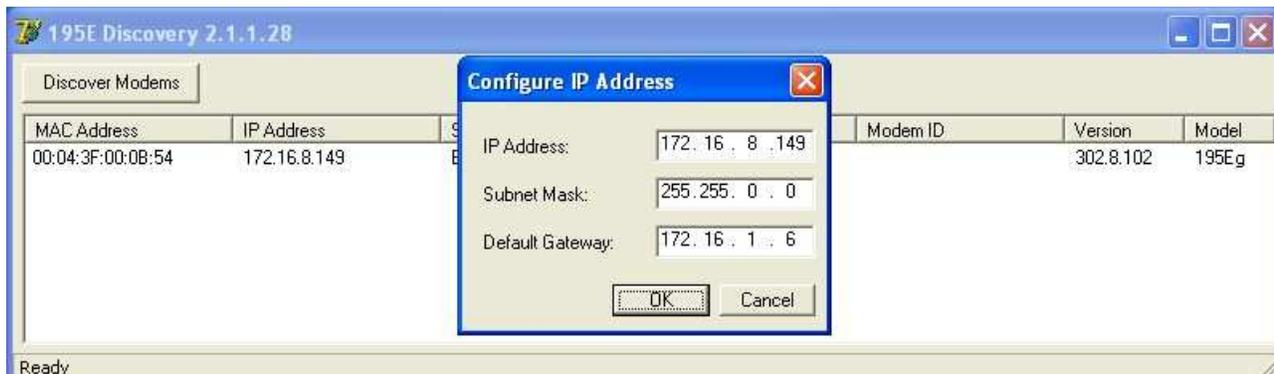 195E Discovery 2.1.1.28
Discover Modems
Configure IP Address
MAC Address IP Address Modem ID Version Model
00:04:3F:00:0B:54 172.16.8.149 302.8.102 195Eg
IP Address: 172. 16 . 8 .149
Subnet Mask: 255.255. 0 . 0
Default Gateway: 172. 16 . 1 . 6
OK Cancel
Ready